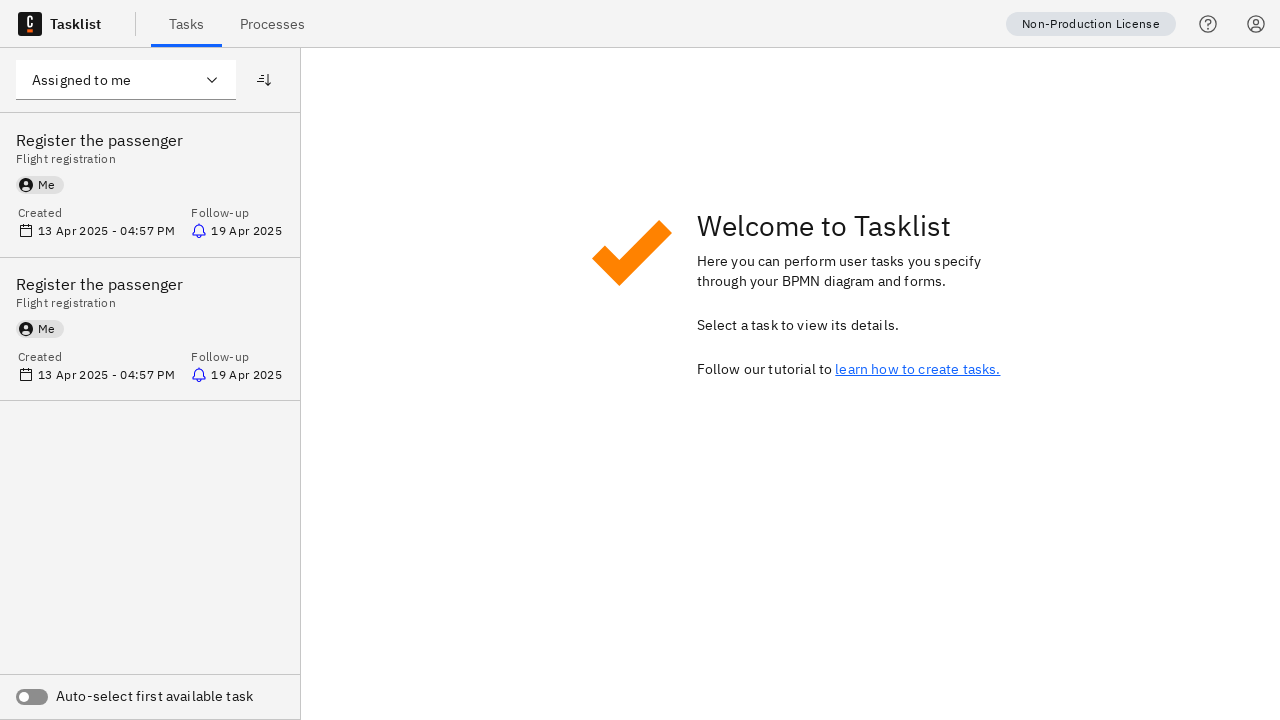 Tasklist
Tasks
Processes
Non-Production License
Assigned to me
Register the passenger
Flight registration
Me
Created
Follow-up
13 Apr 2025 - 04:57 PM
19 Apr 2025
Register the passenger
Flight registration
Me
Created
Follow-up
13 Apr 2025 - 04:57 PM
19 Apr 2025
Auto-select first available task
Welcome to Tasklist
Here you can perform user tasks you specify
through your BPMN diagram and forms.
Select a task to view its details.
Follow our tutorial to learn how to create tasks.